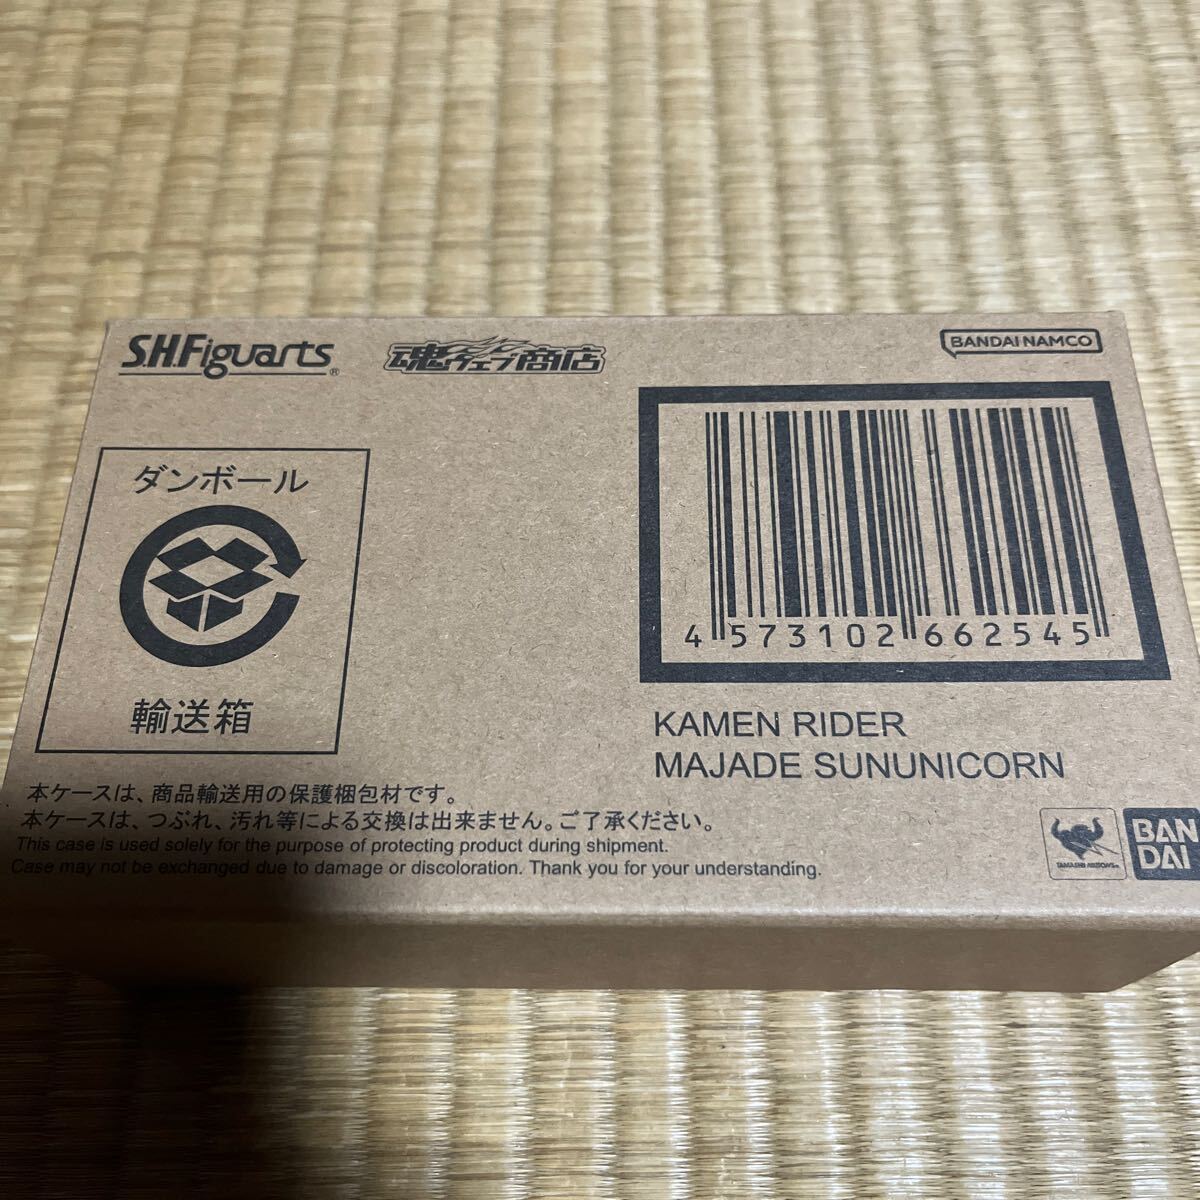 S.H.Figuarts®
魂ウェブ商店
BANDAI NAMCO
ダンボール
輸送箱
4 573102 662545
KAMEN RIDER
MAJADE SUNUNICORN
本ケースは、商品輸送用の保護梱包材です。
本ケースは、つぶれ、汚れ等による交換は出来ません。ご了承ください。
This case is used solely for the purpose of protecting product during shipment.
Case may not be exchanged due to damage or discoloration. Thank you for your understanding.
TAMASHII NATIONS
BAN
DAI